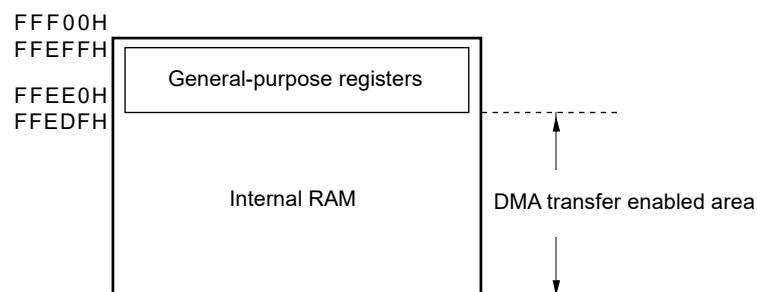 FFF00H
FFEFFH
General-purpose registers
FFEE0H
FFEDFH
Internal RAM
DMA transfer enabled area